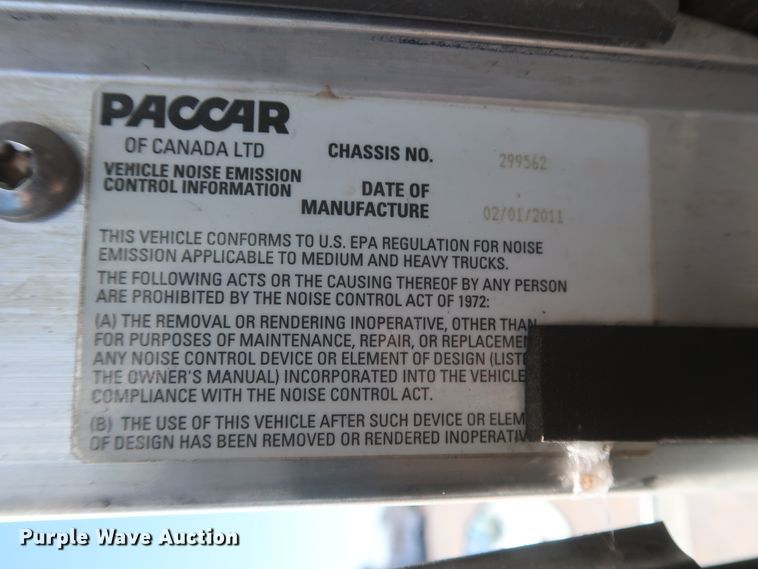 PACCAR
OF CANADA LTD
VEHICLE NOISE EMISSION
CONTROL INFORMATION
CHASSIS NO. 299562
DATE OF
MANUFACTURE 02/01/2011
THIS VEHICLE CONFORMS TO U.S. EPA REGULATION FOR NOISE
EMISSION APPLICABLE TO MEDIUM AND HEAVY TRUCKS.
THE FOLLOWING ACTS OR THE CAUSING THEREOF BY ANY PERSON
ARE PROHIBITED BY THE NOISE CONTROL ACT OF 1972:
(A) THE REMOVAL OR RENDERING INOPERATIVE, OTHER THAN
FOR PURPOSES OF MAINTENANCE, REPAIR, OR
ANY NOISE CONTROL DEVICE OR ELEMENT OF DESIGN
THE OWNER'S MANUAL) INCORPORATED INTO THE VEHICLE
COMPLIANCE WITH THE NOISE CONTROL ACT.
(B) THE USE OF THIS VEHICLE AFTER SUCH DEVICE OR
OF DESIGN HAS BEEN REMOVED OR RENDERED
Purple Wave Auction